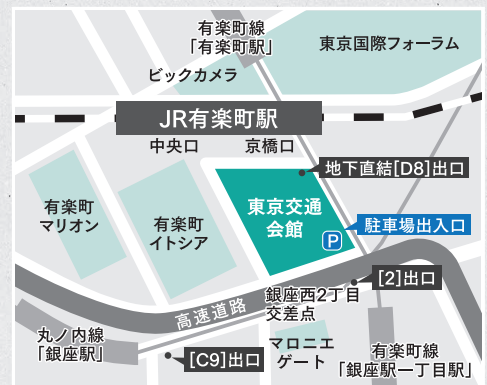 有楽町線
「有楽町駅」
東京国際フォーラム
ビックカメラ
JR有楽町駅
中央口
京橋口
地下直結[D8]出口
有楽町
マリオン
有楽町
イトシア
東京交通
会館
駐車場出入口
P
[2]出口
銀座西2丁目
交差点
高速道路
丸ノ内線
「銀座駅」
[C9]出口
マロニエ
ゲート
有楽町線
「銀座一丁目駅」